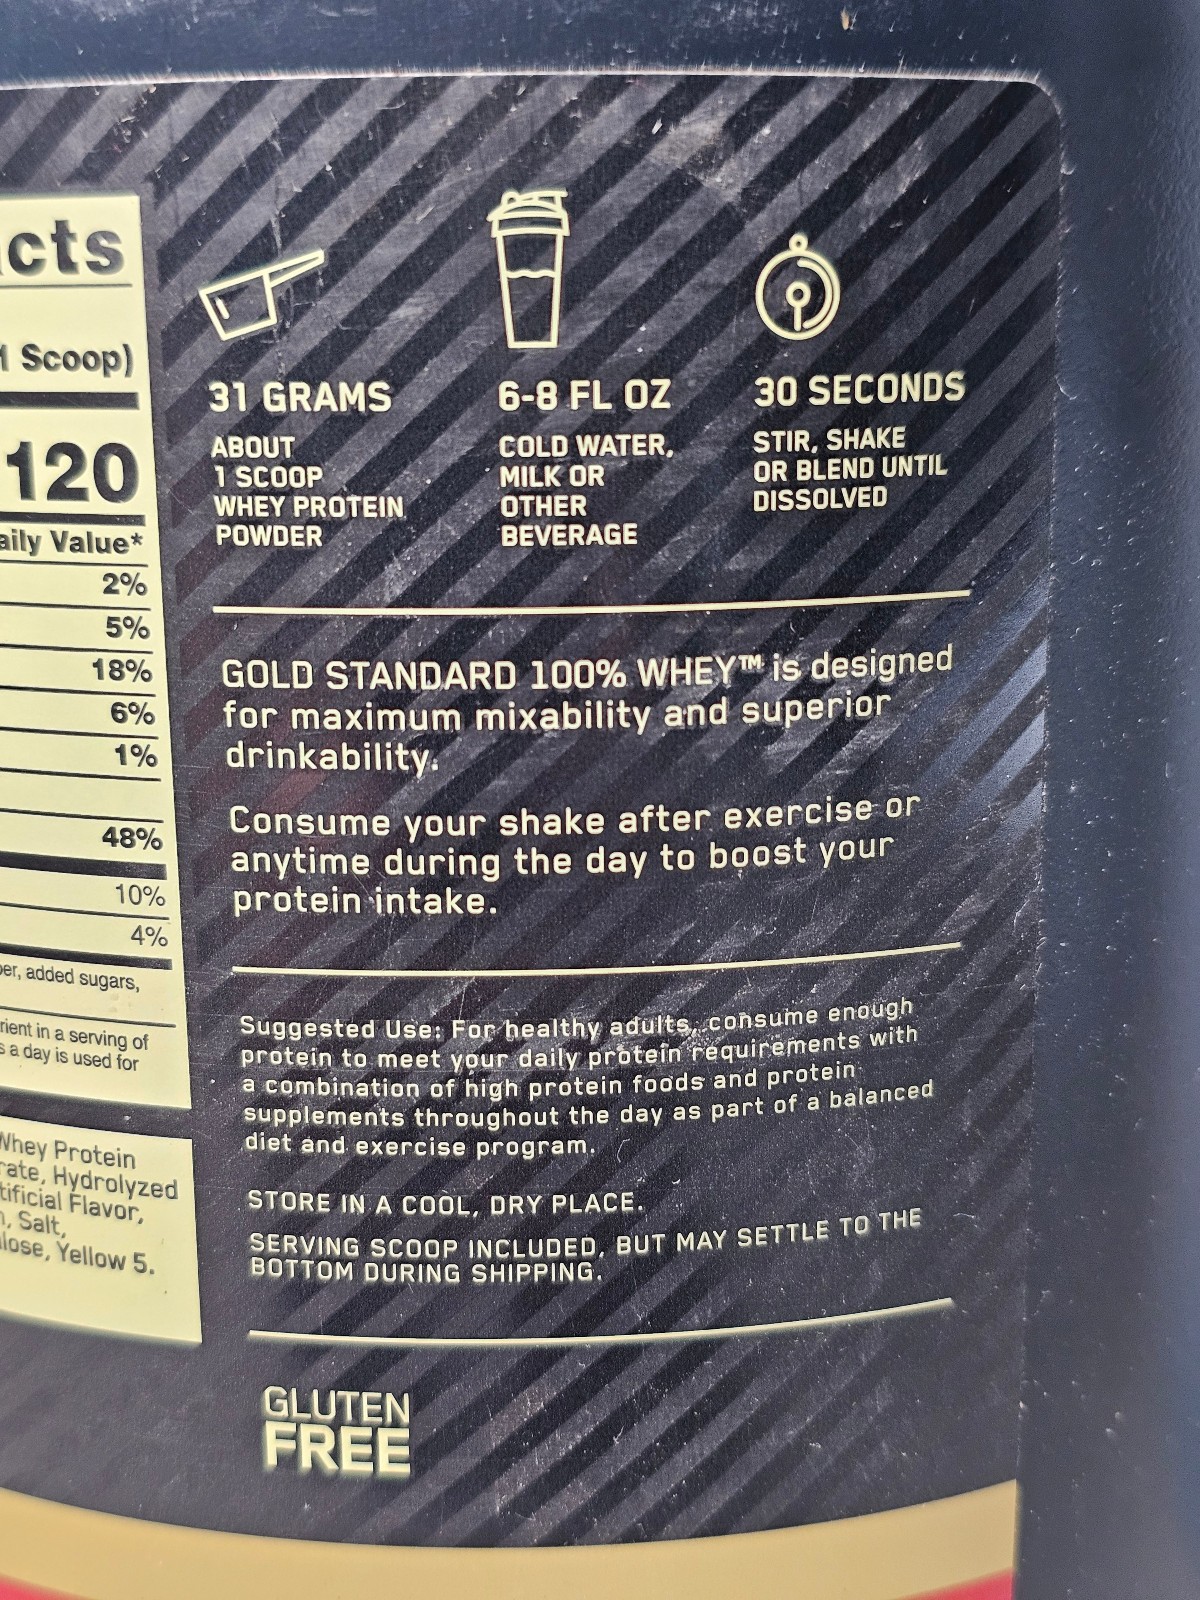 cts
1 Scoop)
120
aily Value*
2%
5%
18%
6%
1%
48%
10%
4%
er, added sugars,
rient in a serving of
s a day is used for
Whey Protein
rate, Hydrolyzed
tificial Flavor,
, Salt,
lose, Yellow 5.
31 GRAMS
ABOUT
1 SCOOP
WHEY PROTEIN
POWDER
6-8 FL OZ
COLD WATER,
MILK OR
OTHER
BEVERAGE
30 SECONDS
STIR, SHAKE
OR BLEND UNTIL
DISSOLVED
GOLD STANDARD 100% WHEY™ is designed
for maximum mixability and superior
drinkability.
Consume your shake after exercise or
anytime during the day to boost your
protein intake.
Suggested Use: For healthy adults, consume enough
protein to meet your daily protein requirements with
a combination of high protein foods and protein
supplements throughout the day as part of a balanced
diet and exercise program.
STORE IN A COOL, DRY PLACE.
SERVING SCOOP INCLUDED, BUT MAY SETTLE TO THE
BOTTOM DURING SHIPPING.
GLUTEN
FREE